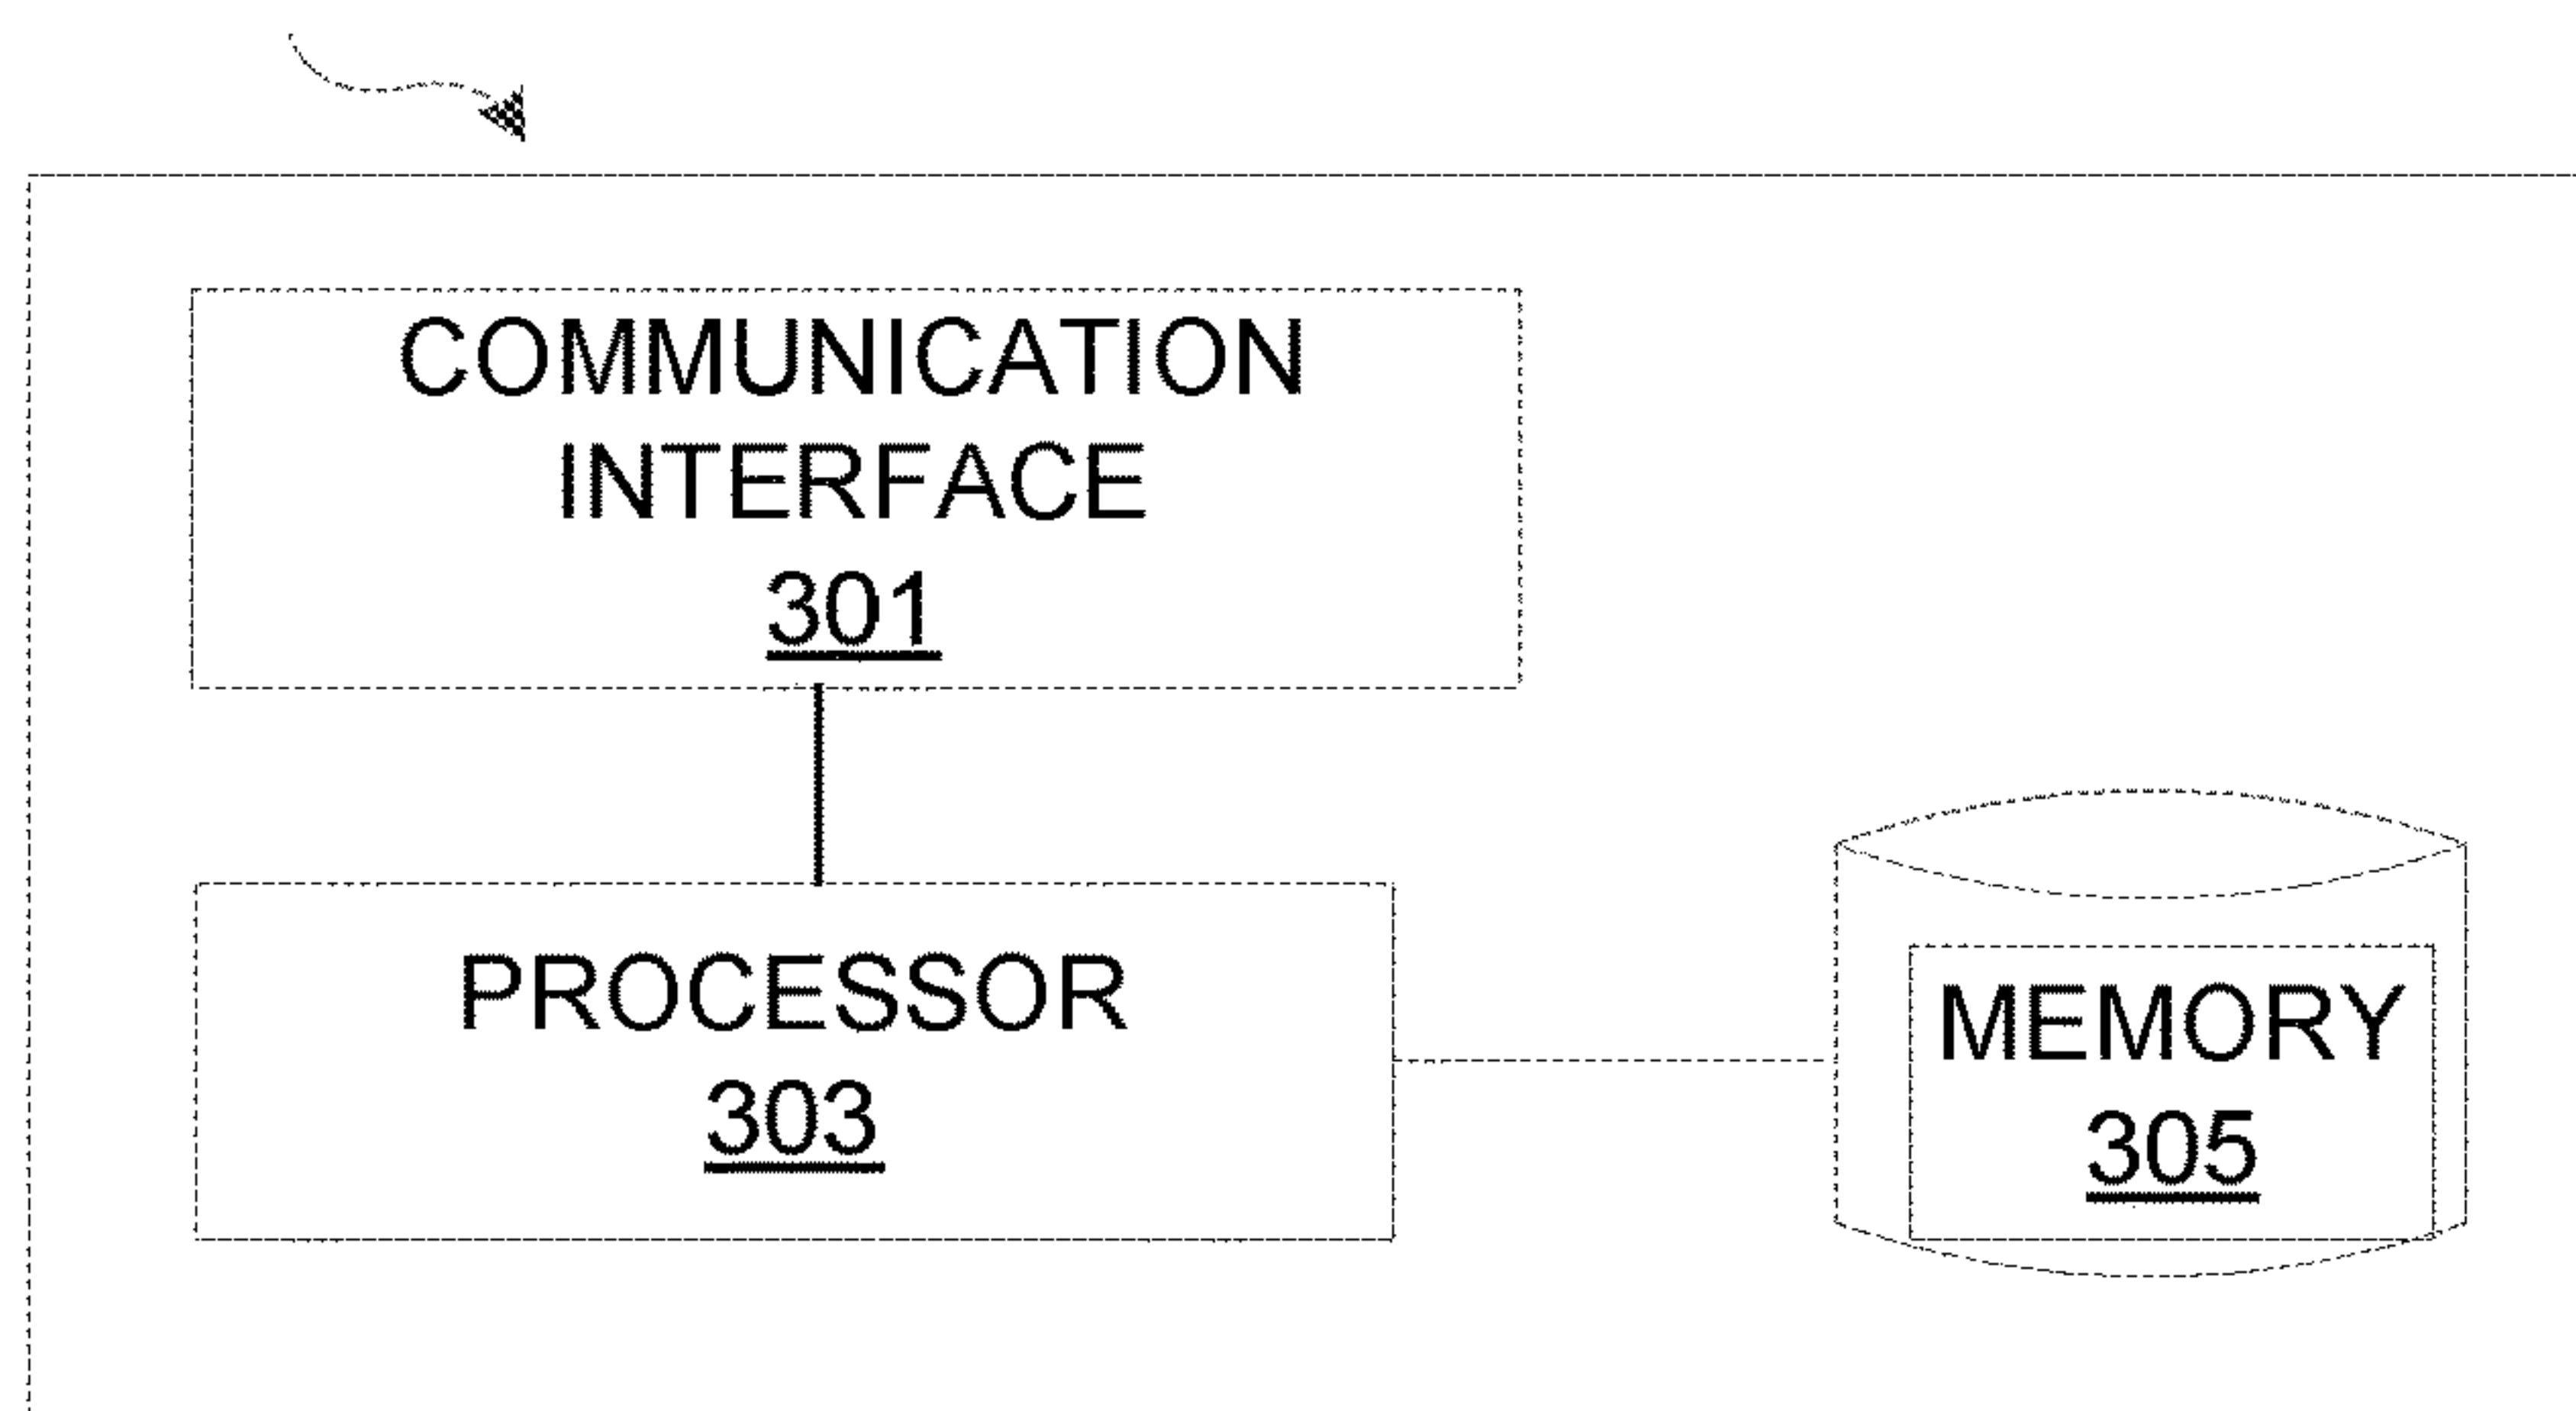 COMMUNICATION
INTERFACE
301
PROCESSOR
303
MEMORY
305